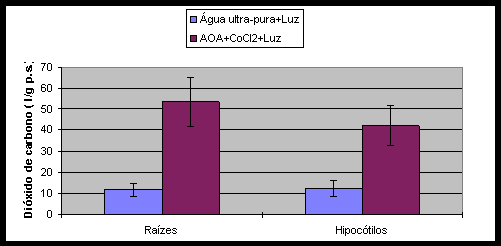 Água ultra-pura+Luz
AOA+CoCl2+Luz
Dióxido de carbono ( l/g p.s.)
70
60
50
40
30
20
10
0
Raízes
Hipocótilos